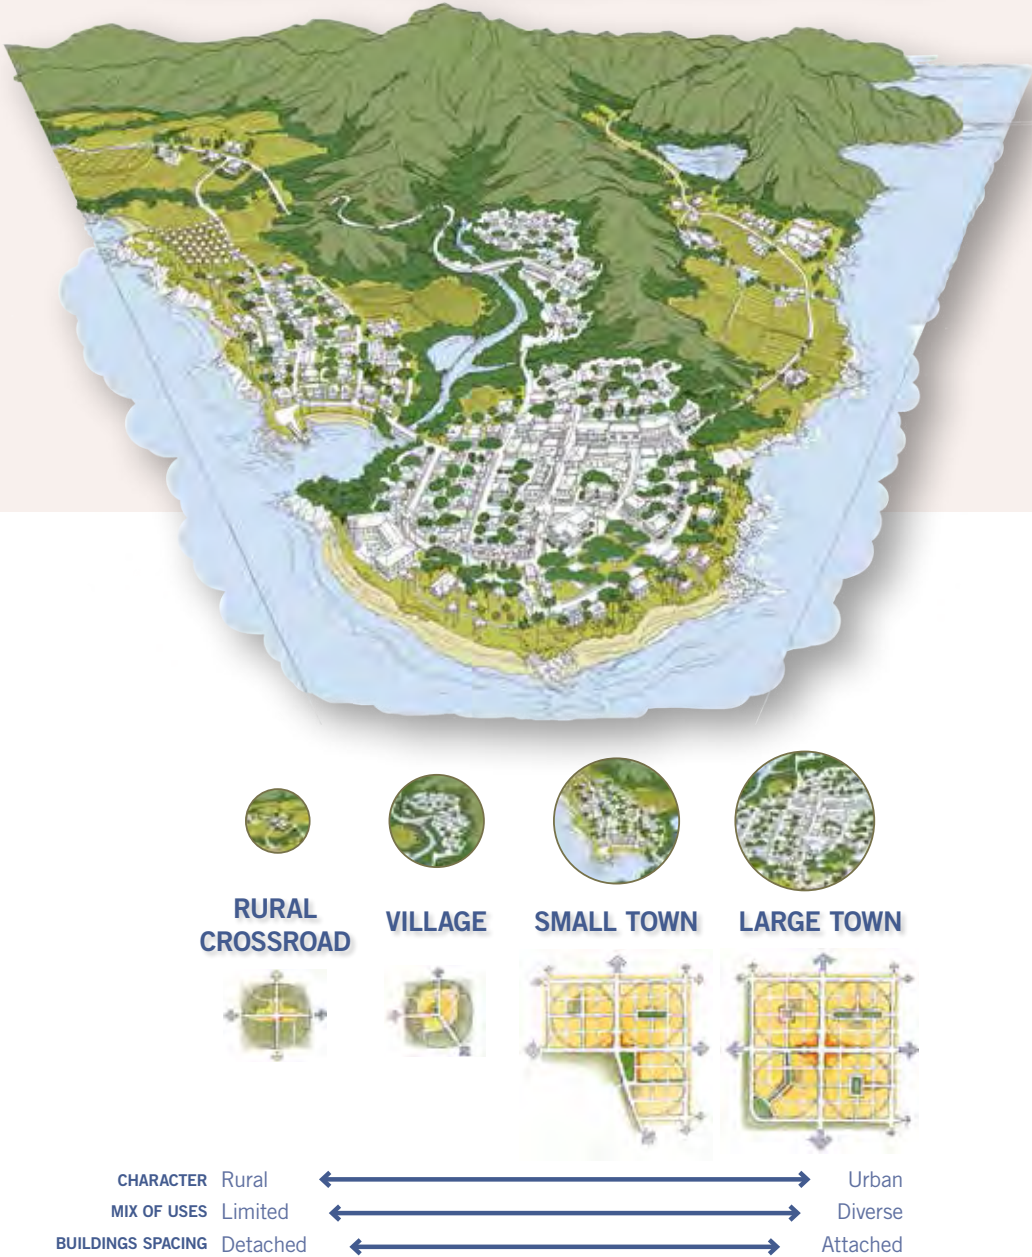 RURAL
CROSSROAD
VILLAGE
SMALL TOWN
LARGE TOWN
CHARACTER Rural Urban
MIX OF USES Limited Diverse
BUILDINGS SPACING Detached Attached